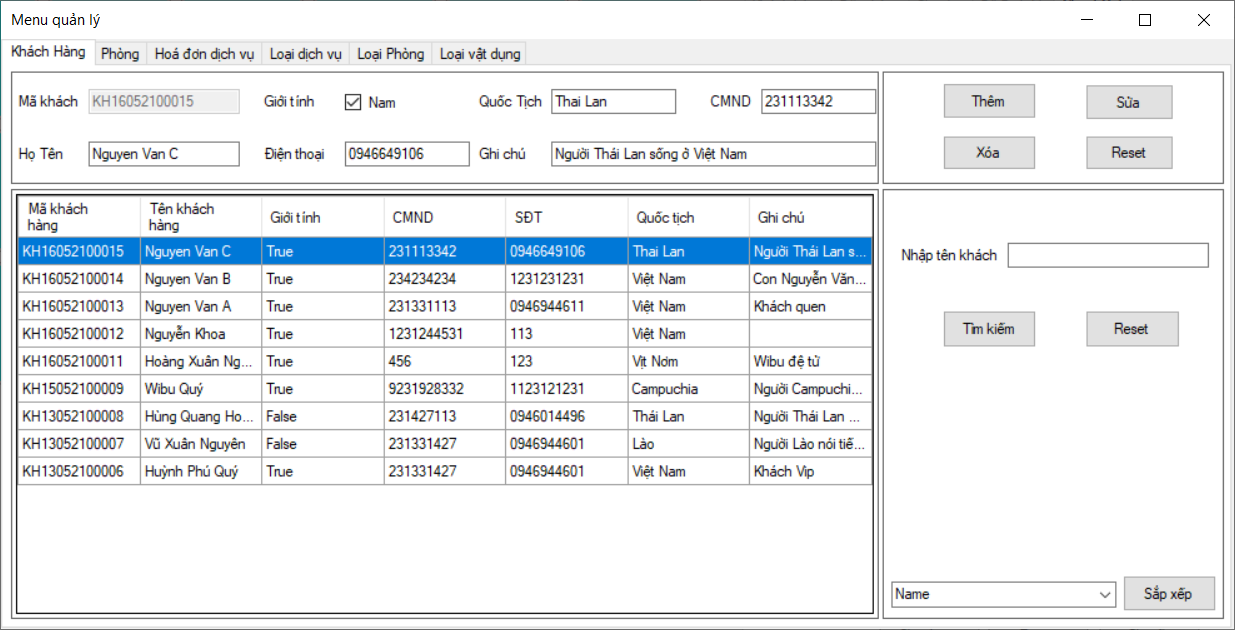 Menu quản lý
Khách Hàng Phòng Hoá đơn dịch vụ Loại dịch vụ Loại Phòng Loại vật dụng
Mã khách KH16052100015 Giới tính Nam Quốc Tịch Thai Lan CMND 231113342
Họ Tên Nguyen Van C Điện thoại 0946649106 Ghi chú Người Thái Lan sống ở Việt Nam
Thêm Sửa
Xóa Reset
Mã khách hàng Tên khách hàng Giới tính CMND SĐT Quốc tịch Ghi chú
KH16052100015 Nguyen Van C True 231113342 0946649106 Thai Lan Người Thái Lan s...
KH16052100014 Nguyen Van B True 234234234 1231231231 Việt Nam Con Nguyễn Văn...
KH16052100013 Nguyen Van A True 231331113 0946944611 Việt Nam Khách quen
KH16052100012 Nguyễn Khoa True 1231244531 113 Việt Nam
KH16052100011 Hoàng Xuân Ng... True 456 123 Vịt Nơm Wibu đệ tử
KH15052100009 Wibu Quý True 9231928332 1123121231 Campuchia Người Campuchi...
KH13052100008 Hùng Quang Ho... False 231427113 0946014496 Thái Lan Người Thái Lan ...
KH13052100007 Vũ Xuân Nguyên False 231331427 0946944601 Lào Người Lào nói tiế...
KH13052100006 Huỳnh Phú Quý True 231331427 0946944601 Việt Nam Khách Vip
Nhập tên khách
Tìm kiếm Reset
Name Sắp xếp